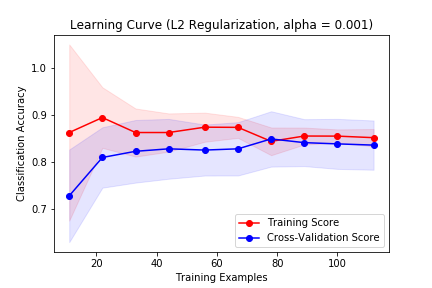 Learning Curve (L2 Regularization, alpha = 0.001)
Classification Accuracy
1.0
0.9
0.8
0.7
20 40 60 80 100
Training Examples
Training Score
Cross-Validation Score